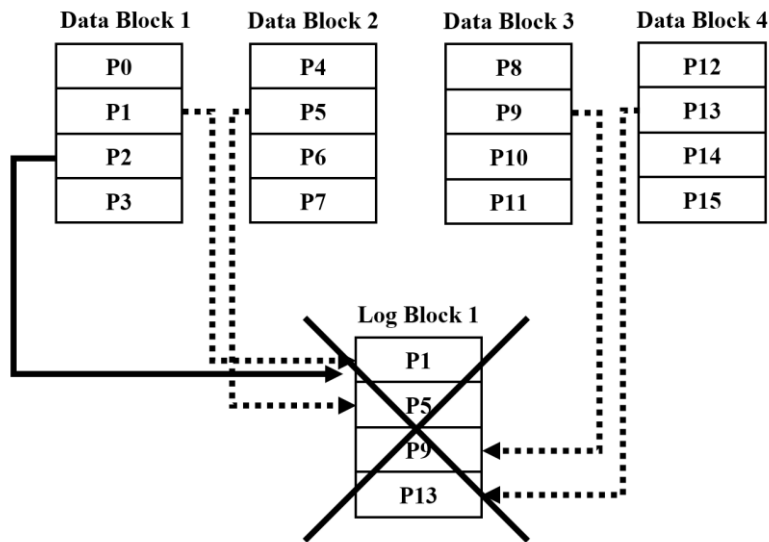 Data Block 1 Data Block 2 Data Block 3 Data Block 4
P0 P4 P8 P12
P1 P5 P9 P13
P2 P6 P10 P14
P3 P7 P11 P15
Log Block 1
P1
P5
P9
P13